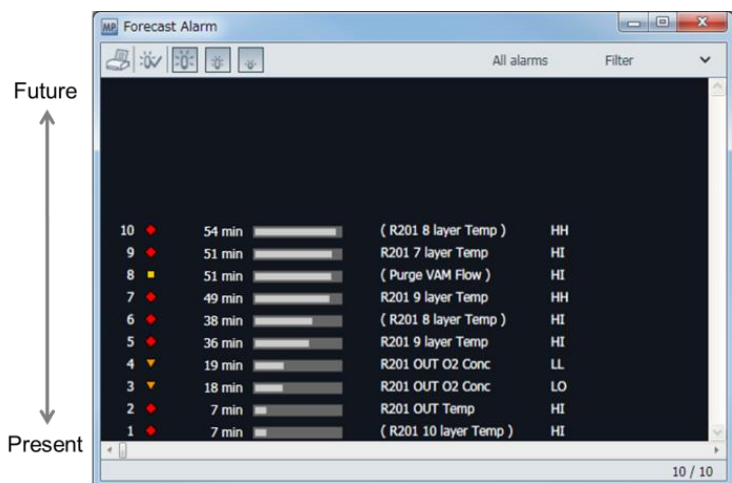 MP Forecast Alarm
All alarms Filter
Future
10 54 min ( R201 8 layer Temp ) HH
9 51 min R201 7 layer Temp HI
8 51 min ( Purge VAM Flow ) HI
7 49 min R201 9 layer Temp HH
6 38 min ( R201 8 layer Temp ) HI
5 36 min R201 9 layer Temp HI
4 19 min R201 OUT O2 Conc LL
3 18 min R201 OUT O2 Conc LO
2 7 min R201 OUT Temp HI
1 7 min ( R201 10 layer Temp ) HI
Present
10 / 10